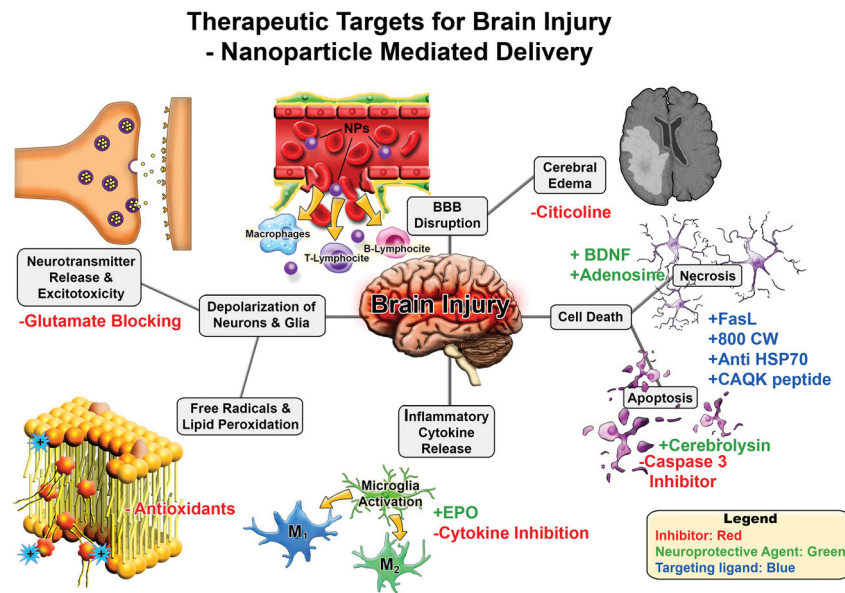 Therapeutic Targets for Brain Injury
- Nanoparticle Mediated Delivery
NPs
Macrophages
T-Lymphocite
B-Lymphocite
BBB
Disruption
Cerebral
Edema
-Citicoline
Neurotransmitter
Release &
Excitotoxicity
-Glutamate Blocking
Depolarization of
Neurons & Glia
Brain Injury
Cell Death
+ BDNF
+Adenosine
Necrosis
+FasL
+800 CW
+Anti HSP70
+CAQK peptide
Apoptosis
+Cerebrolysin
-Caspase 3
Inhibitor
Free Radicals &
Lipid Peroxidation
- Antioxidants
+
+
+
Inflammatory
Cytokine
Release
Microglia
Activation
M1
M2
+EPO
-Cytokine Inhibition
Legend
Inhibitor: Red
Neuroprotective Agent: Green
Targeting ligand: Blue